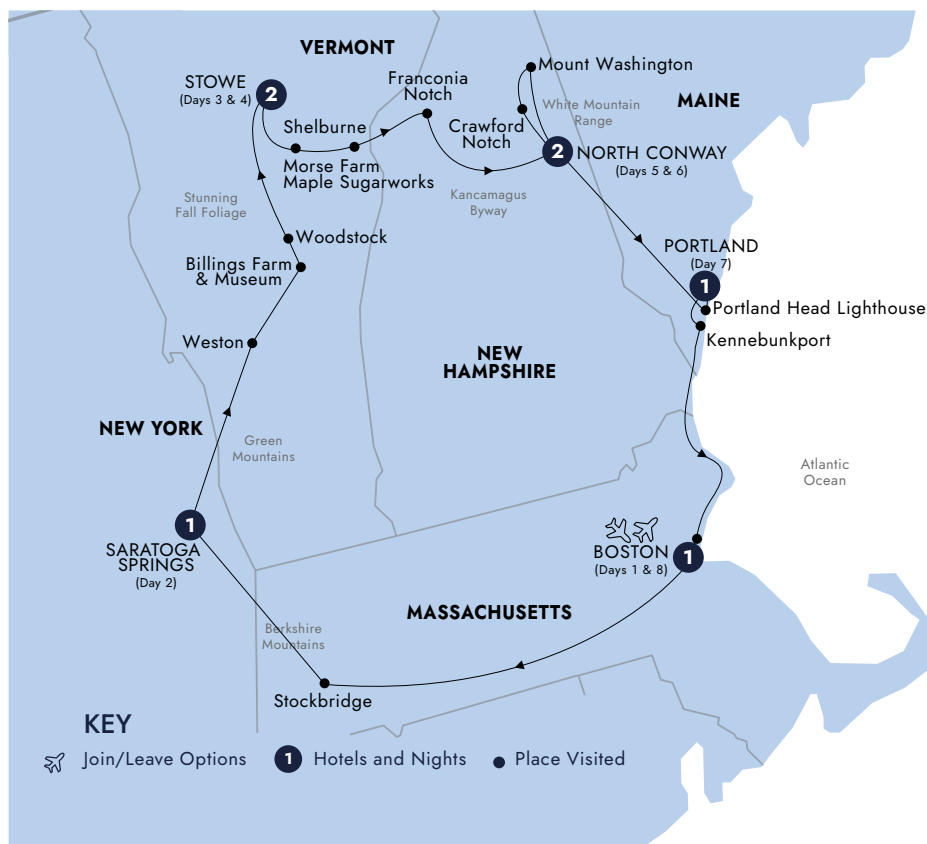 VERMONT
STOWE
(Days 3 & 4)
2
Franconia
Notch
Mount Washington
MAINE
White Mountain
Range
Crawford
Notch
Shelburne
Morse Farm
Maple Sugarworks
2
NORTH CONWAY
(Days 5 & 6)
Kancamagus
Byway
Stunning
Fall Foliage
Woodstock
Billings Farm
& Museum
PORTLAND
(Day 7)
1
Portland Head Lighthouse
Kennebunkport
Weston
NEW
HAMPSHIRE
NEW YORK
Green
Mountains
Atlantic
Ocean
1
SARATOGA
SPRINGS
(Day 2)
BOSTON
(Days 1 & 8)
1
MASSACHUSETTS
Berkshire
Mountains
Stockbridge
KEY
Join/Leave Options
1 Hotels and Nights
Place Visited